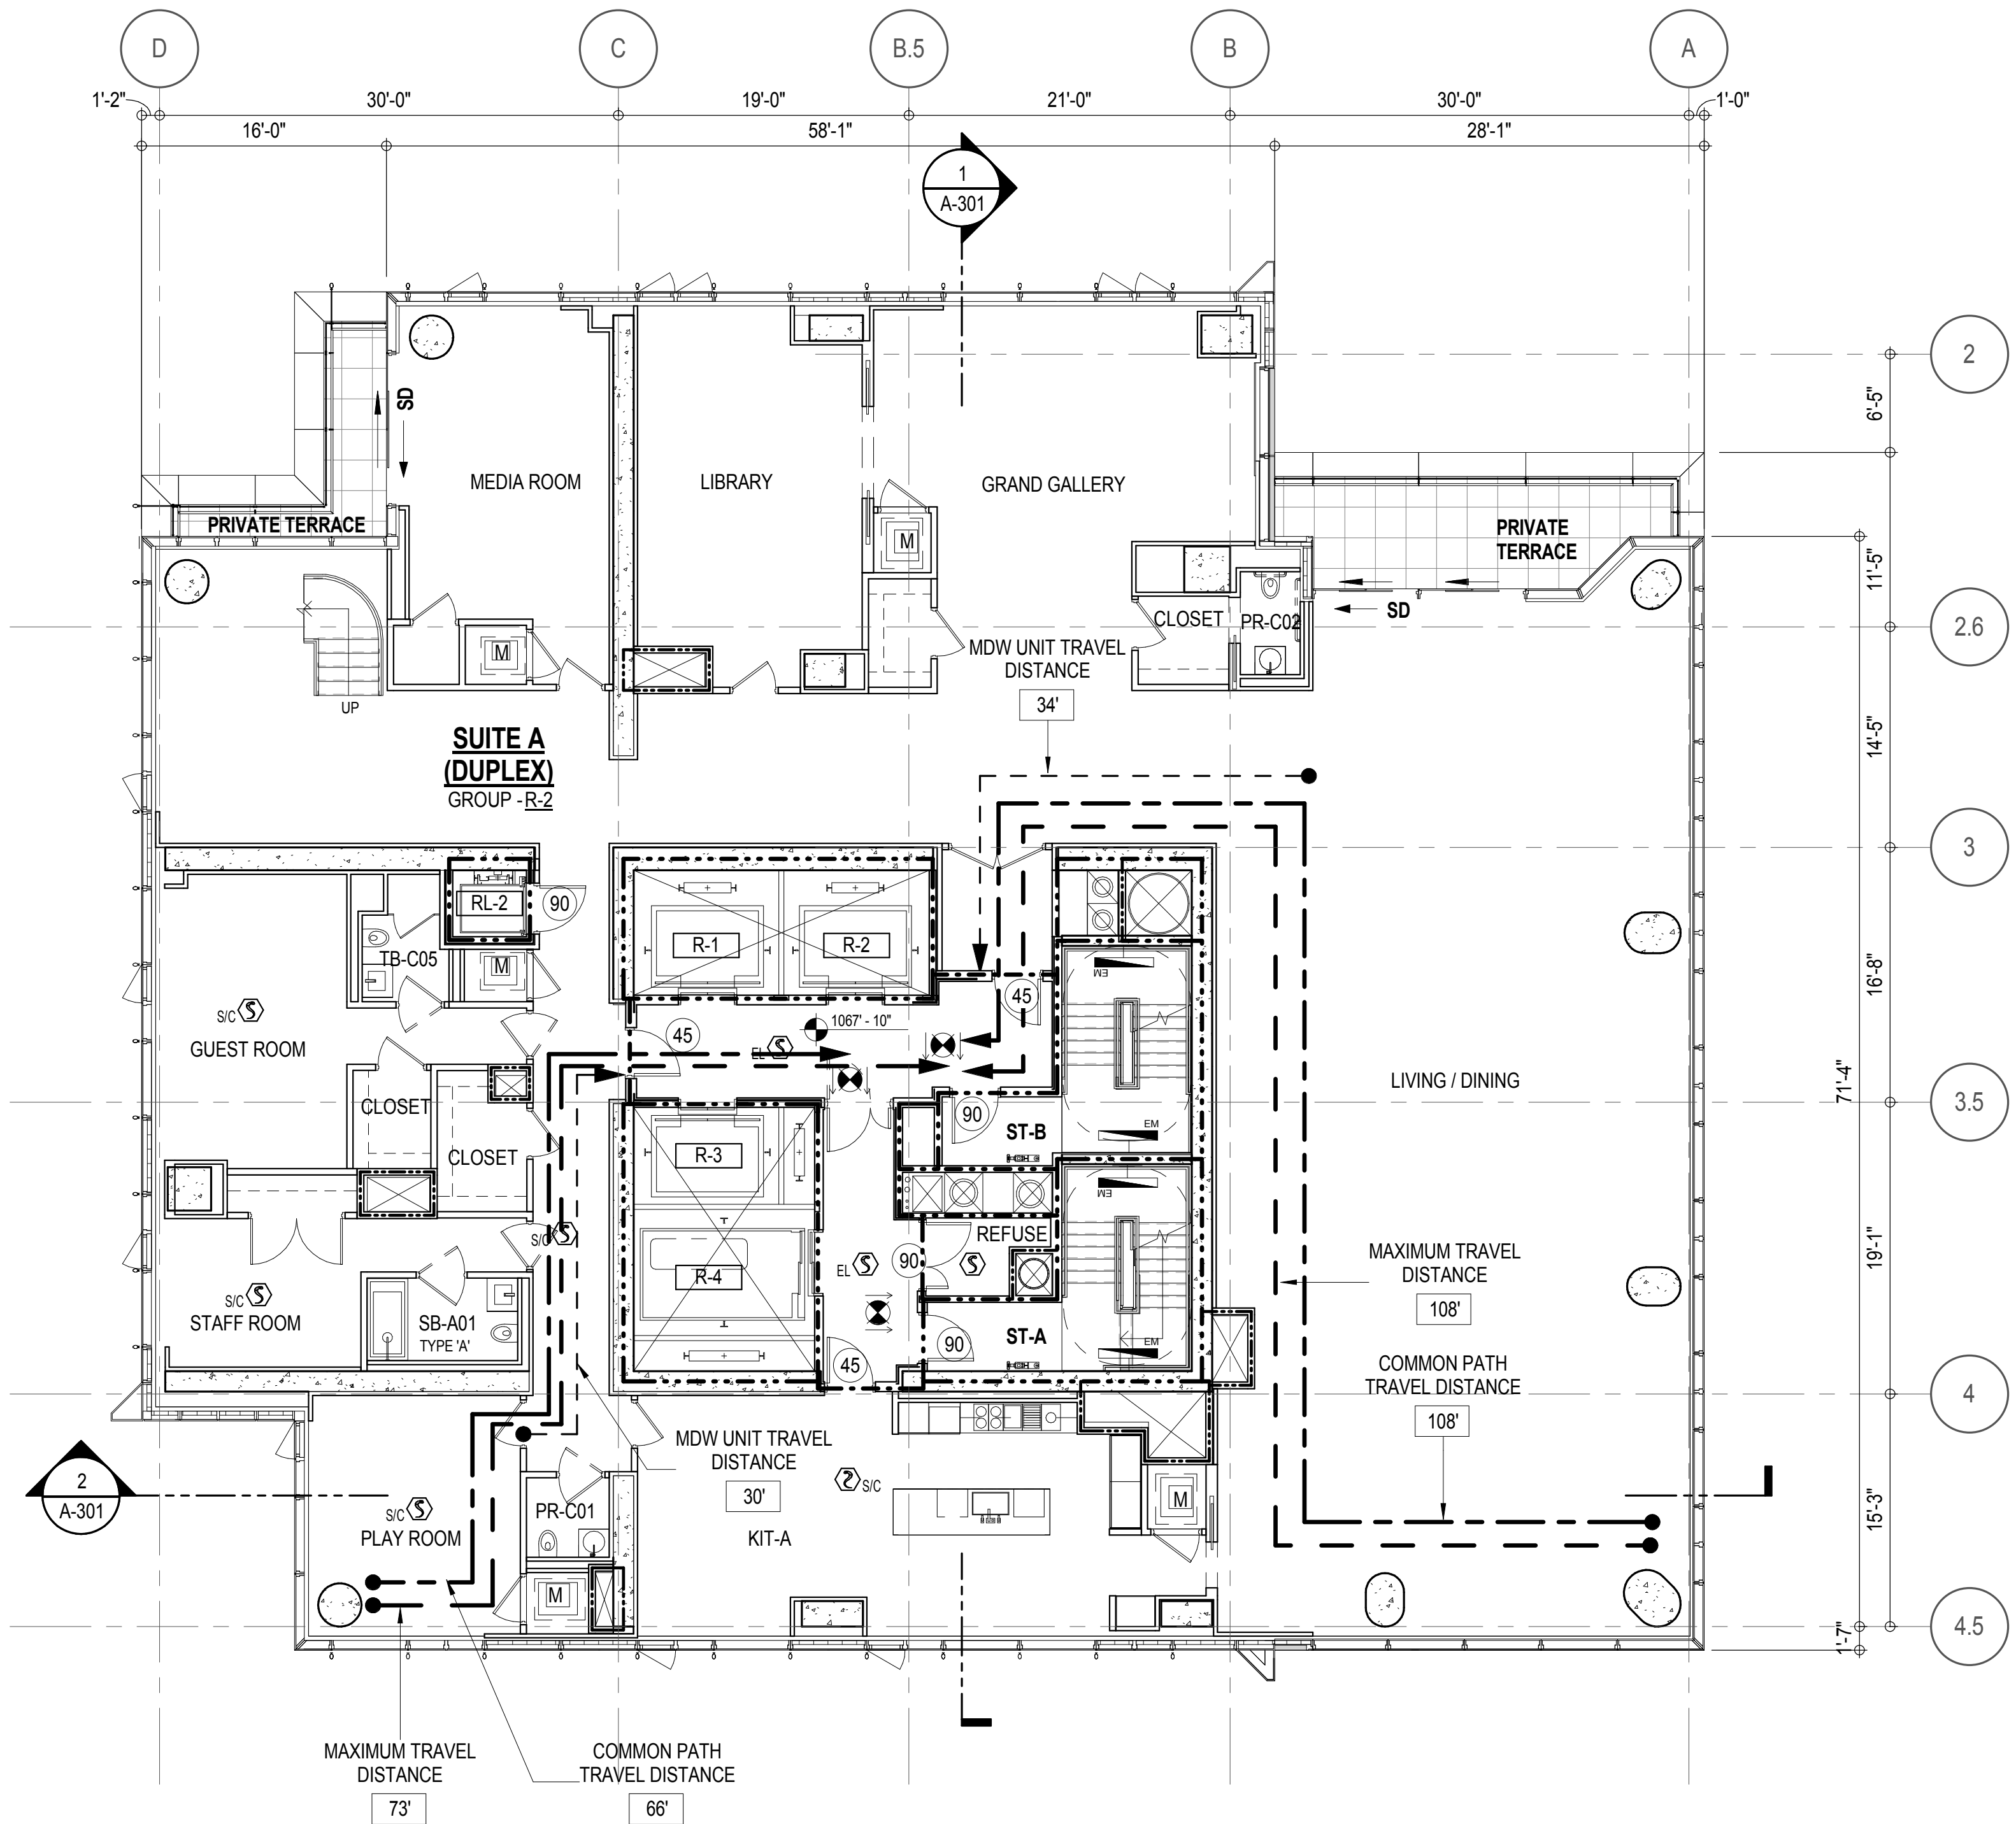 D
C
B.5
B
A
1'-2"
30'-0"
19'-0"
21'-0"
30'-0"
1'-0"
16'-0"
58'-1"
28'-1"
1
A-301
2
6'-5"
SD
MEDIA ROOM
LIBRARY
GRAND GALLERY
PRIVATE TERRACE
PRIVATE
TERRACE
M
11'-5"
SD
CLOSET
PR-C02
2.6
MDW UNIT TRAVEL
DISTANCE
34'
M
UP
SUITE A
(DUPLEX)
GROUP - R-2
14'-5"
3
RL-2
90
R-1
R-2
TB-C05
M
EM
16'-8"
45
S/C S
GUEST ROOM
45
1067' - 10"
EL S
LIVING / DINING
71'-4"
3.5
CLOSET
CLOSET
90
ST-B
EM
R-3
EM
S/C S
REFUSE
EL S
90
S
R-4
MAXIMUM TRAVEL
DISTANCE
108'
19'-1"
S/C S
STAFF ROOM
SB-A01
TYPE 'A'
ST-A
90
EM
45
COMMON PATH
TRAVEL DISTANCE
108'
4
MDW UNIT TRAVEL
DISTANCE
30'
S S/C
2
A-301
S/C S
PLAY ROOM
PR-C01
KIT-A
M
15'-3"
M
4.5
1'-7"
MAXIMUM TRAVEL
DISTANCE
73'
COMMON PATH
TRAVEL DISTANCE
66'